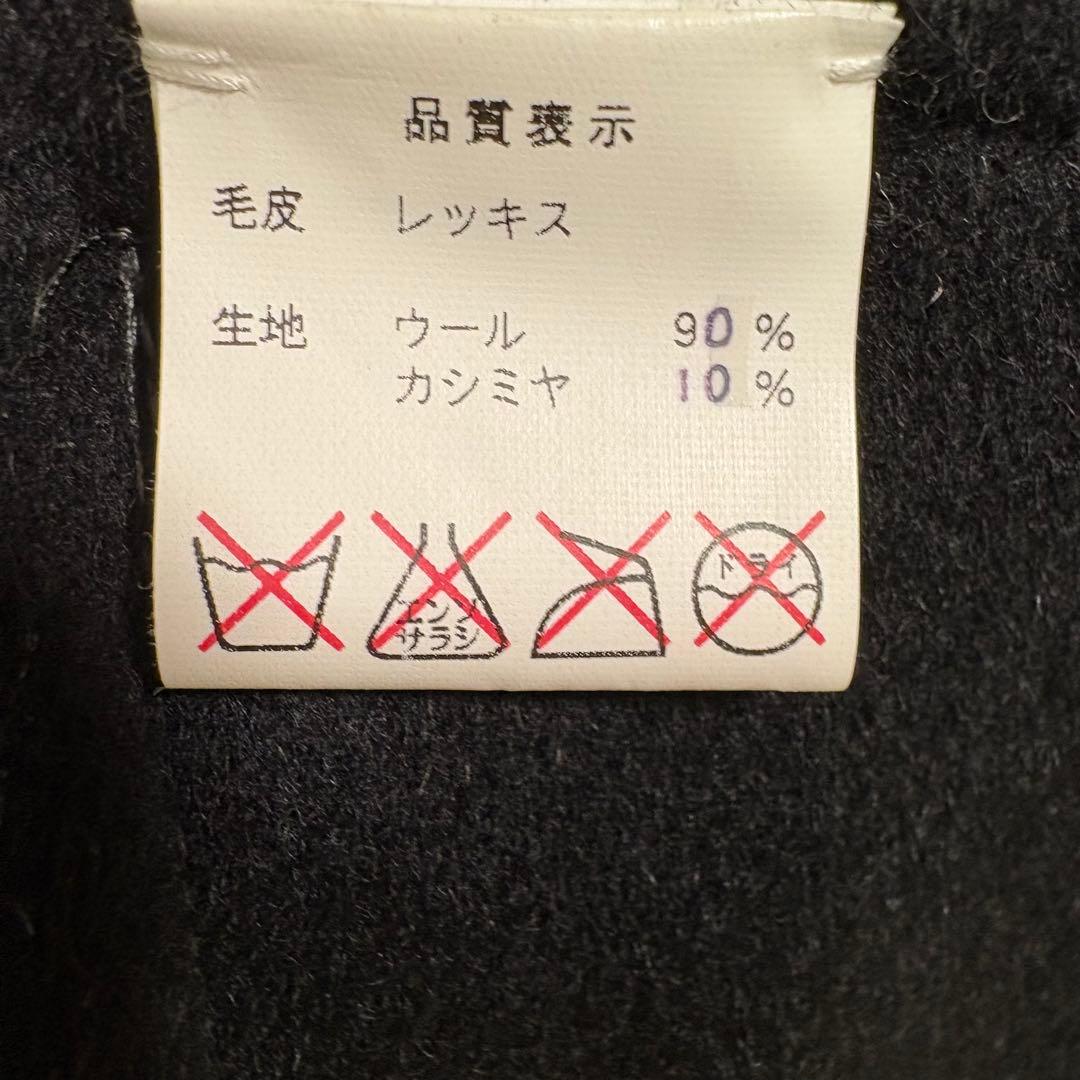 品質表示
毛皮 レッキス
生地 ウール 90%
カシミヤ 10%
エンソ
サラシ
ドライ